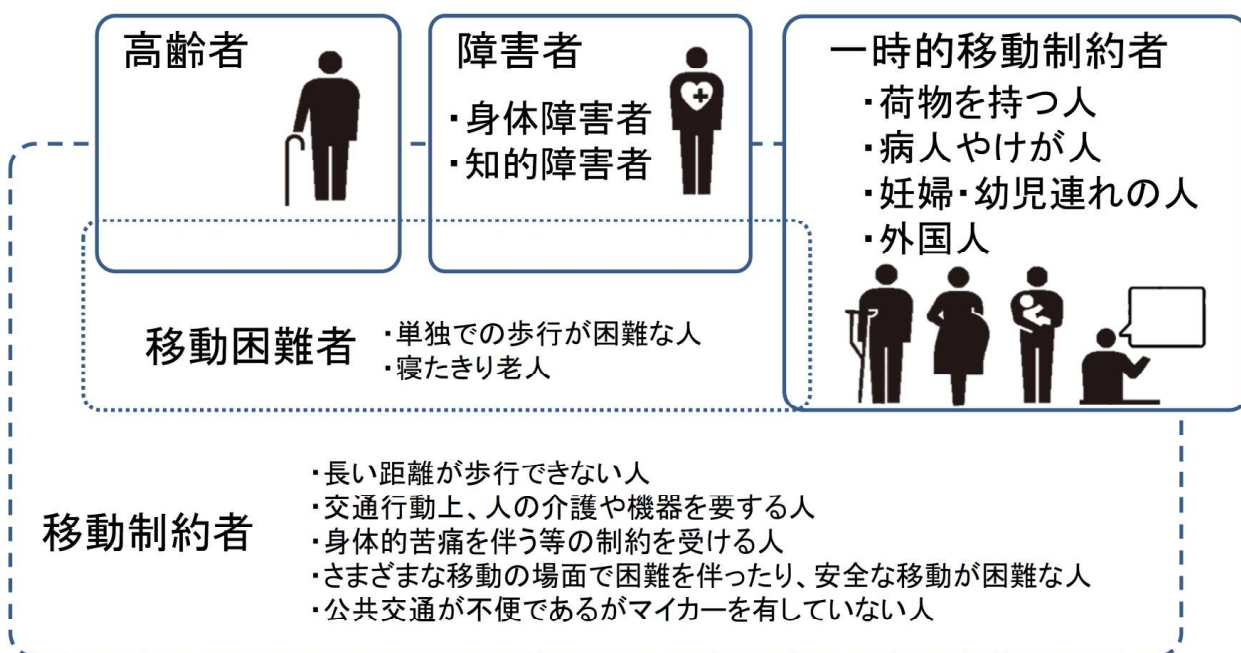 高齢者
障害者
・身体障害者
・知的障害者
一時的移動制約者
・荷物を持つ人
・病人やけが人
・妊婦・幼児連れの人
・外国人
移動困難者
・単独での歩行が困難な人
・寝たきり老人
移動制約者
・長い距離が歩行できない人
・交通行動上、人の介護や機器を要する人
・身体的苦痛を伴う等の制約を受ける人
・さまざまな移動の場面で困難を伴ったり、安全な移動が困難な人
・公共交通が不便であるがマイカーを有していない人